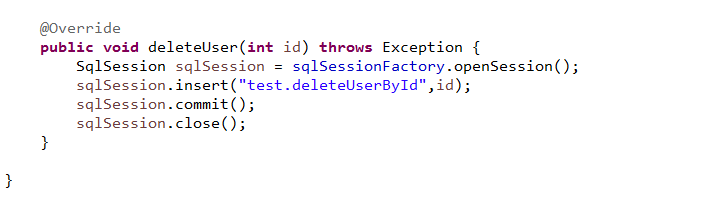 @Override
public void deleteUser(int id) throws Exception {
SqlSession sqlSession = sqlSessionFactory.openSession();
sqlSession.insert("test.deleteUserById",id);
sqlSession.commit();
sqlSession.close();
}
}